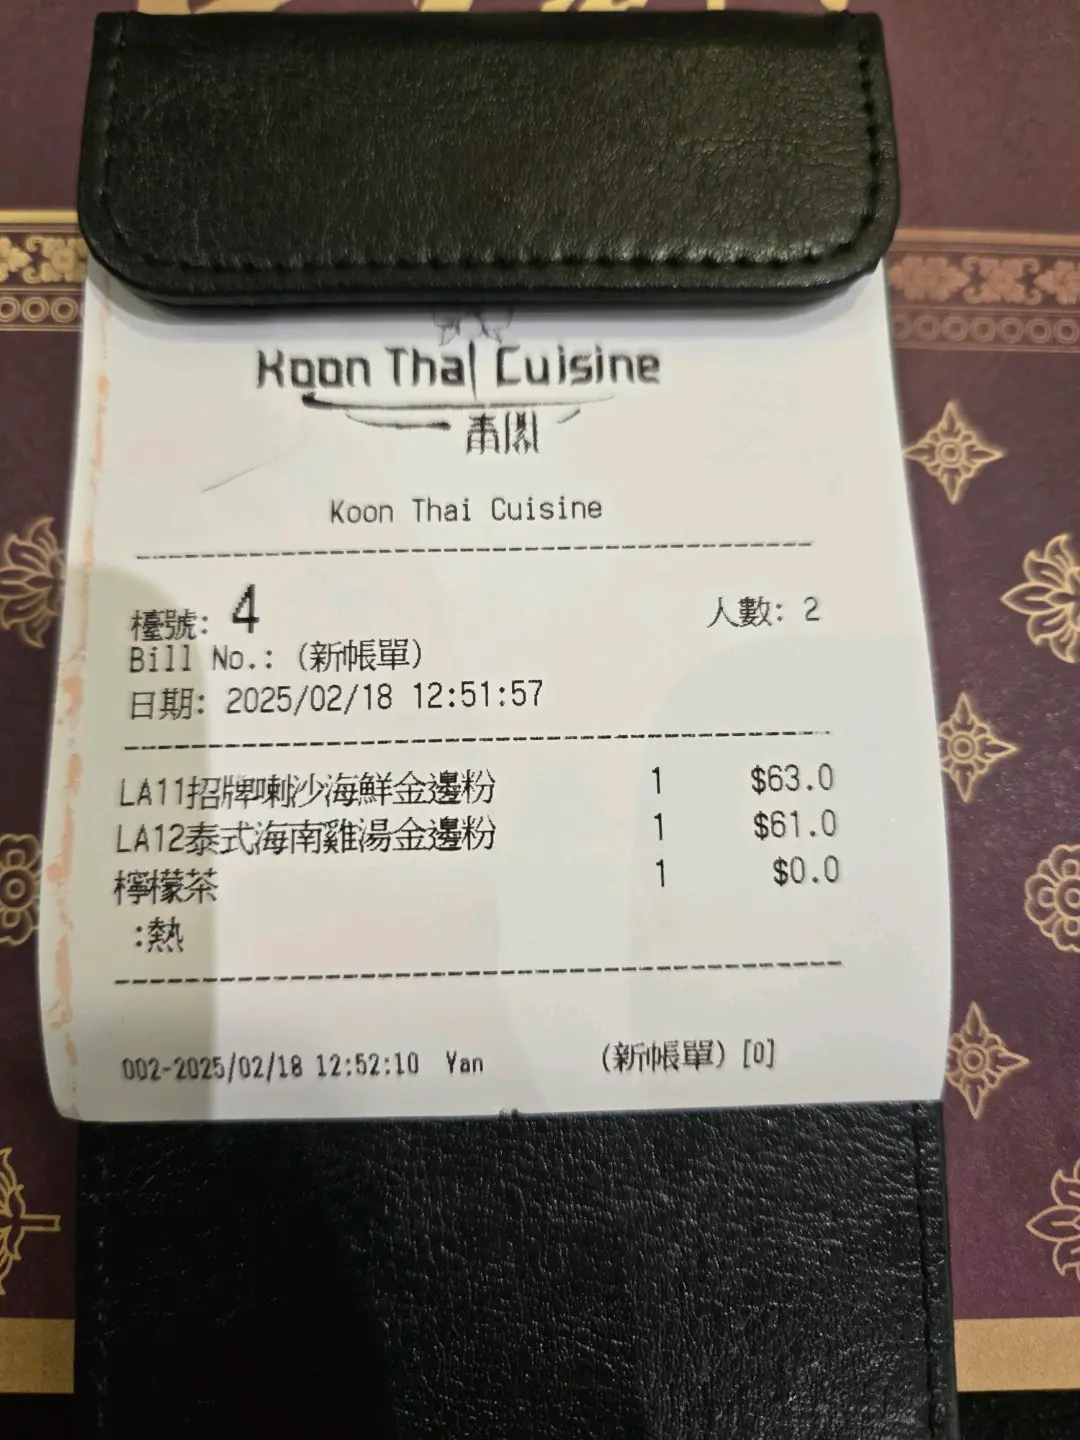 Koon Thai Cuisine
Koon Thai Cuisine
檯號: 4 人數: 2
Bill No.: (新帳單)
日期: 2025/02/18 12:51:57
LA11招牌喇沙海鮮金邊粉 1 $63.0
LA12泰式海南雞湯金邊粉 1 $61.0
檸檬茶 1 $0.0
:熱
002-2025/02/18 12:52:10 Yan (新帳單) [0]